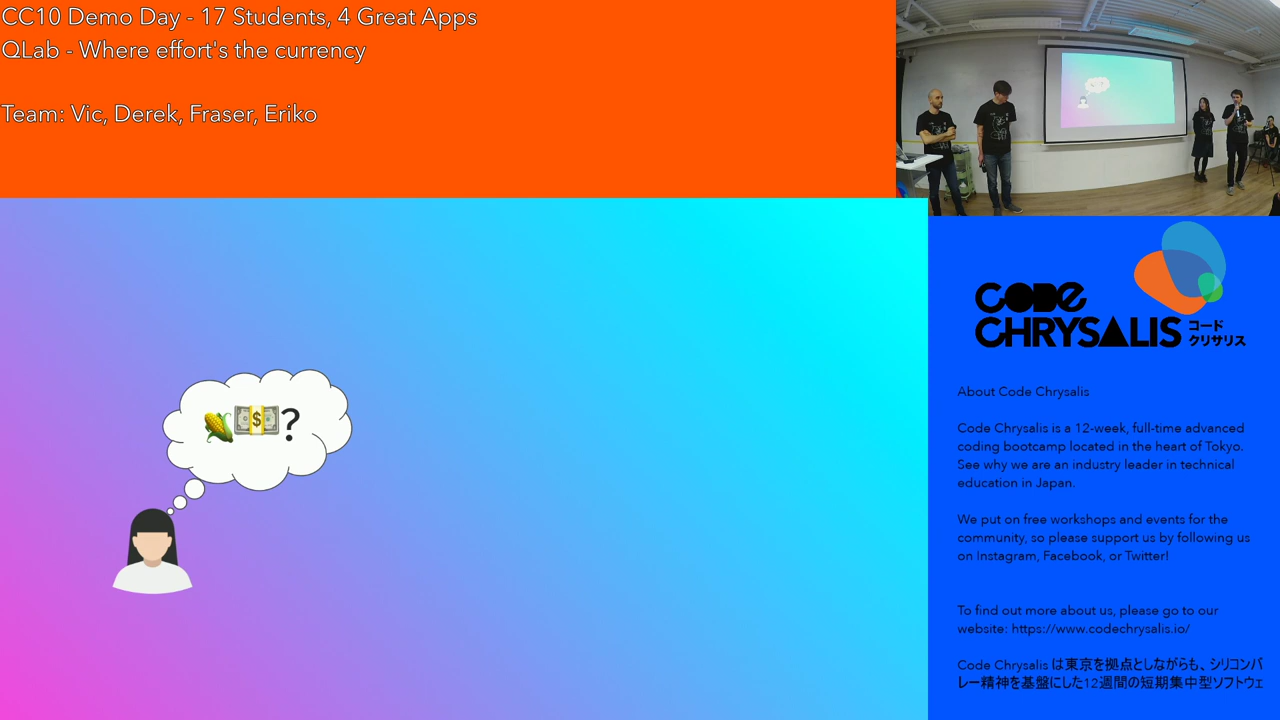 CC10 Demo Day - 17 Students, 4 Great Apps
QLab - Where effort's the currency
Team: Vic, Derek, Fraser, Eriko
$ ?
CODE
CHRYSALIS
コード
クリサリス
About Code Chrysalis
Code Chrysalis is a 12-week, full-time advanced
coding bootcamp located in the heart of Tokyo.
See why we are an industry leader in technical
education in Japan.
We put on free workshops and events for the
community, so please support us by following us
on Instagram, Facebook, or Twitter!
To find out more about us, please go to our
website: https://www.codechrysalis.io/
Code Chrysalis は東京を拠点としながらも、シリコンバ
レー精神を基盤にした12週間の短期集中型ソフトウェ